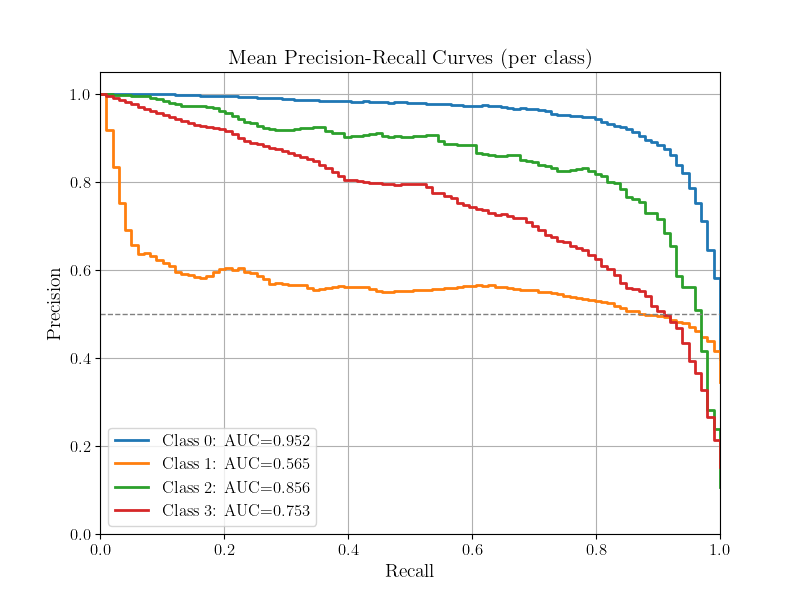 Mean Precision-Recall Curves (per class)
1.0
0.8
0.6
0.4
0.2
0.0
Precision
Class 0: AUC=0.952
Class 1: AUC=0.565
Class 2: AUC=0.856
Class 3: AUC=0.753
0.0 0.2 0.4 0.6 0.8 1.0
Recall